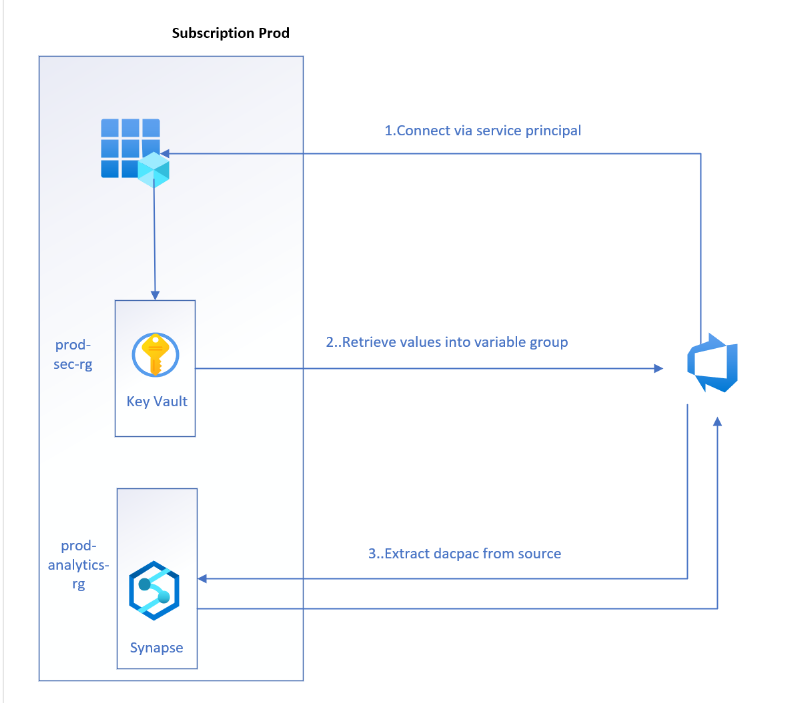 Subscription Prod
1.Connect via service principal
prod-
sec-rg
Key Vault
2..Retrieve values into variable group
prod-
analytics-
rg
Synapse
3..Extract dacpac from source